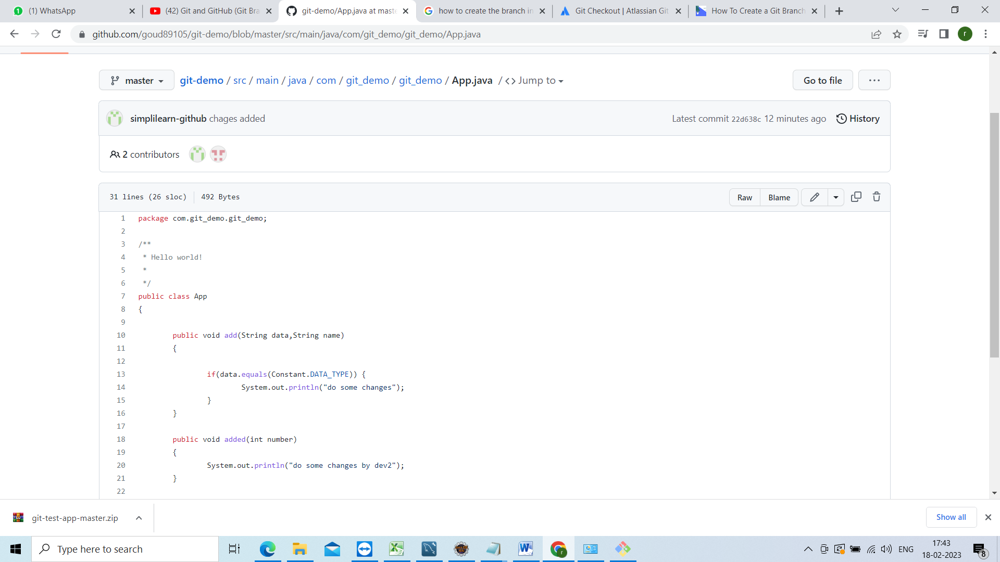 (1) WhatsApp
(42) Git and GitHub (Git Bra
git-demo/App.java at maste
how to create the branch in
Git Checkout | Atlassian Git
How To Create a Git Branch
github.com/goud89105/git-demo/blob/master/src/main/java/com/git_demo/git_demo/App.java
r
master
git-demo / src / main / java / com / git_demo / git_demo / App.java / <> Jump to
Go to file
...
simplilearn-github chages added
Latest commit 22d638c 12 minutes ago
History
2 contributors
31 lines (26 sloc)
492 Bytes
Raw
Blame
1 package com.git_demo.git_demo;
2
3 /**
4 * Hello world!
5 *
6 */
7 public class App
8 {
9
10 public void add(String data,String name)
11 {
12
13 if(data.equals(Constant.DATA_TYPE)) {
14 System.out.println("do some changes");
15 }
16 }
17
18 public void added(int number)
19 {
20 System.out.println("do some changes by dev2");
21 }
22
git-test-app-master.zip
Show all
Type here to search
ENG
17:43
18-02-2023
8